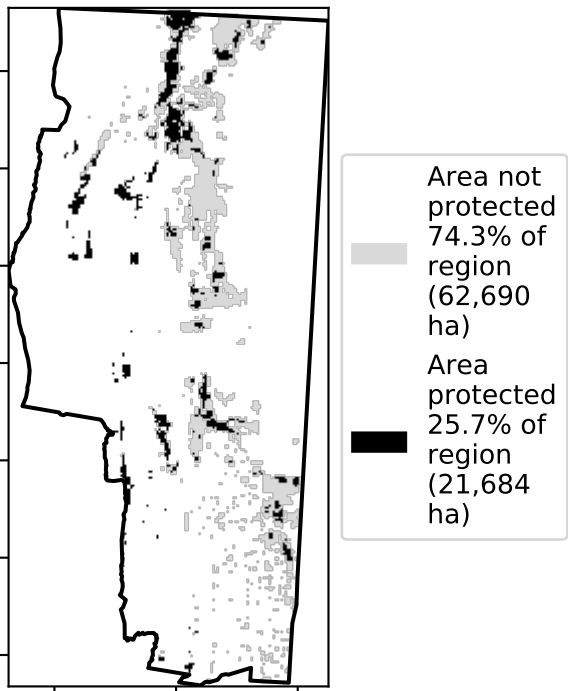 Area not
protected
74.3% of
region
(62,690
ha)
Area
protected
25.7% of
region
(21,684
ha)